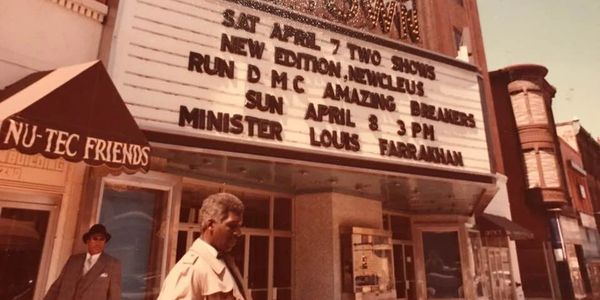 SAT APRIL 7 TWO SHOWS
NEW EDITION,NEWCLEUS
RUN D M C AMAZING BREAKERS
SUN APRIL 8 3 PM
MINISTER LOUIS FARRAKHAN
NU-TEC FRIENDS
BUILDING